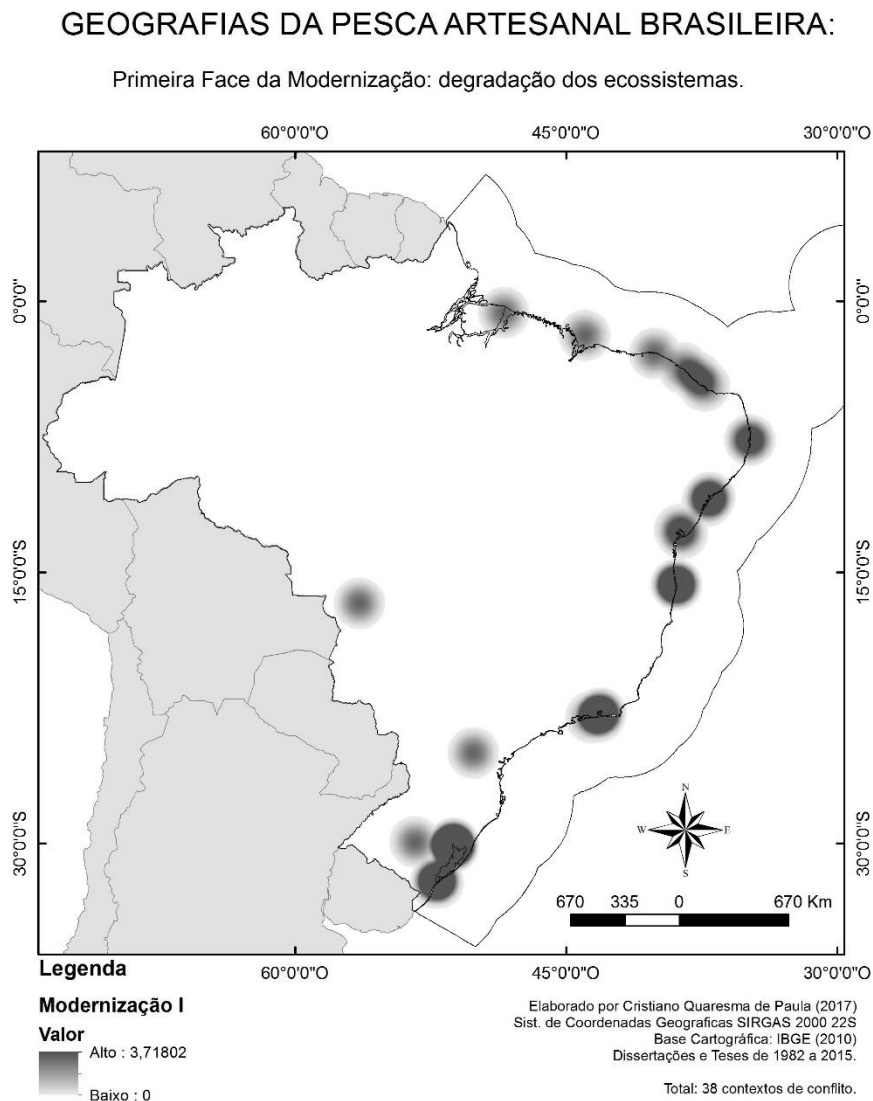 GEOGRAFIAS DA PESCA ARTESANAL BRASILEIRA:
Primeira Face da Modernização: degradação dos ecossistemas.
60°0'0"O 45°0'0"O 30°0'0"O
0°0'0" 0°0'0"
15°0'0"S 15°0'0"S
30°0'0"S 30°0'0"S
N
W E
S
670 335 0 670 Km
60°0'0"O 45°0'0"O 30°0'0"O
Legenda
Modernização I
Valor
Alto : 3,71802
Baixo : 0
Elaborado por Cristiano Quaresma de Paula (2017)
Sist. de Coordenadas Geograficas SIRGAS 2000 22S
Base Cartográfica: IBGE (2010)
Dissertações e Teses de 1982 a 2015.
Total: 38 contextos de conflito.